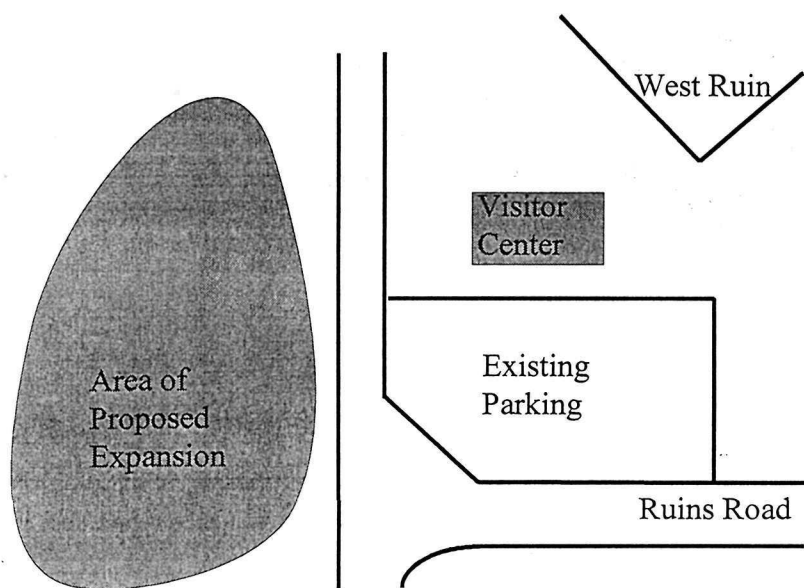 West Ruin
Visitor
Center
Existing
Parking
Area of
Proposed
Expansion
Ruins Road